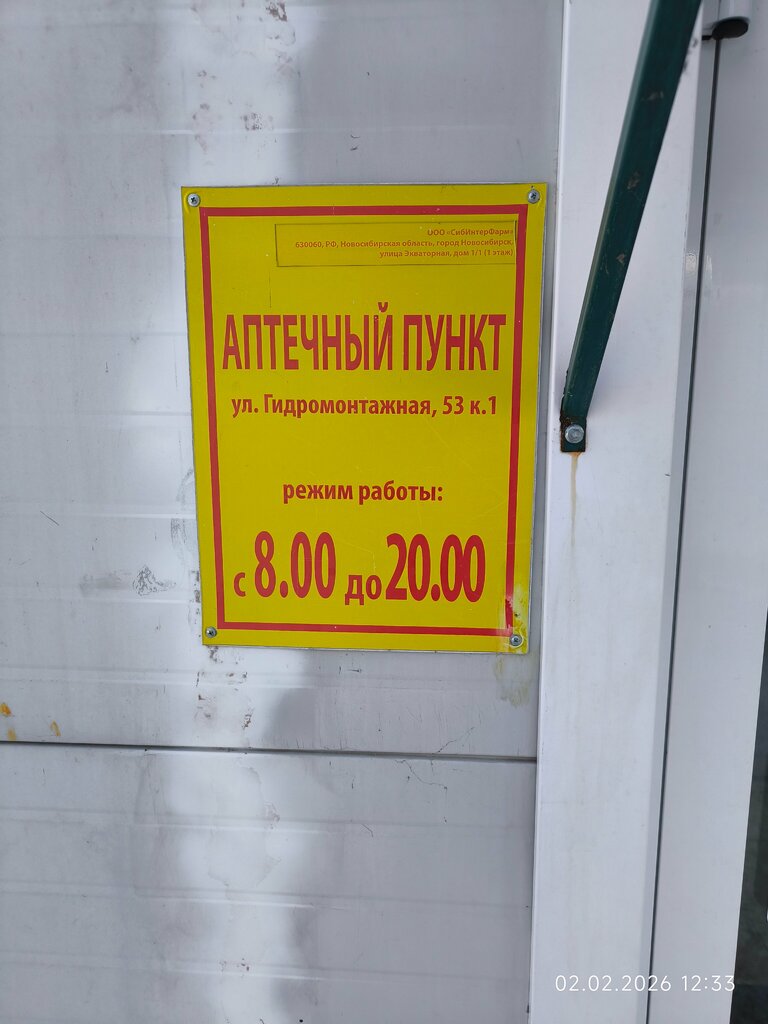 ООО «СибИнтерФарм»
630060, РФ, Новосибирская область, город Новосибирск,
улица Экваторная, дом 1/1 (1 этаж)
АПТЕЧНЫЙ ПУНКТ
ул. Гидромонтажная, 53 к.1
режим работы:
с 8.00 до 20.00
02.02.2026 12:33